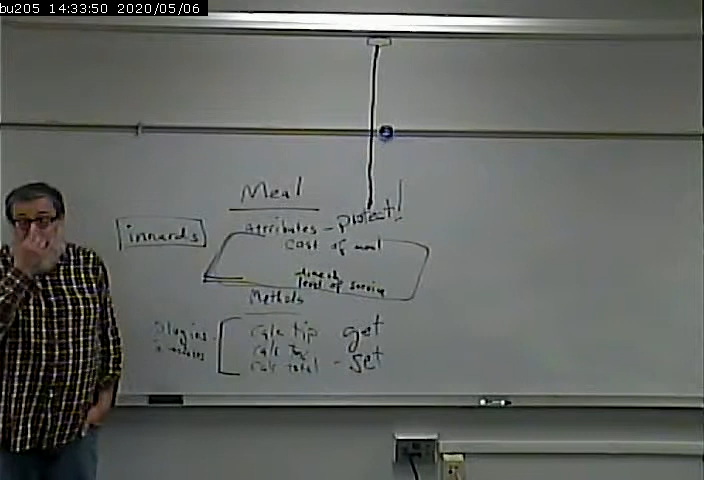 bu205 14:33:50 2020/05/06
Meal
Attributes - protect!
innards
cost of meal
level of service
Methods
calc tip get
calc tax
calc total - set